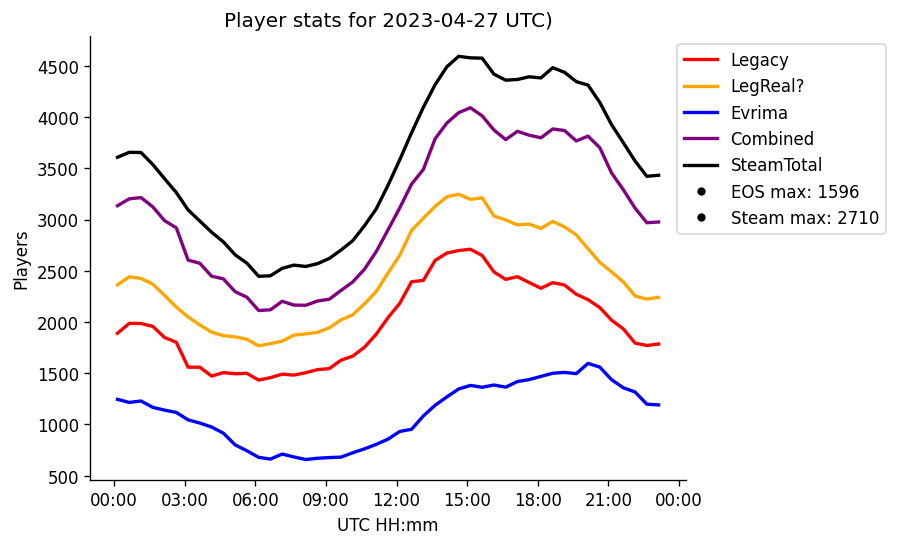 Player stats for 2023-04-27 UTC)
4500
4000
3500
3000
2500
2000
1500
1000
500
Players
00:00 03:00 06:00 09:00 12:00 15:00 18:00 21:00 00:00
UTC HH:mm
Legacy
LegReal?
Evrima
Combined
SteamTotal
EOS max: 1596
Steam max: 2710